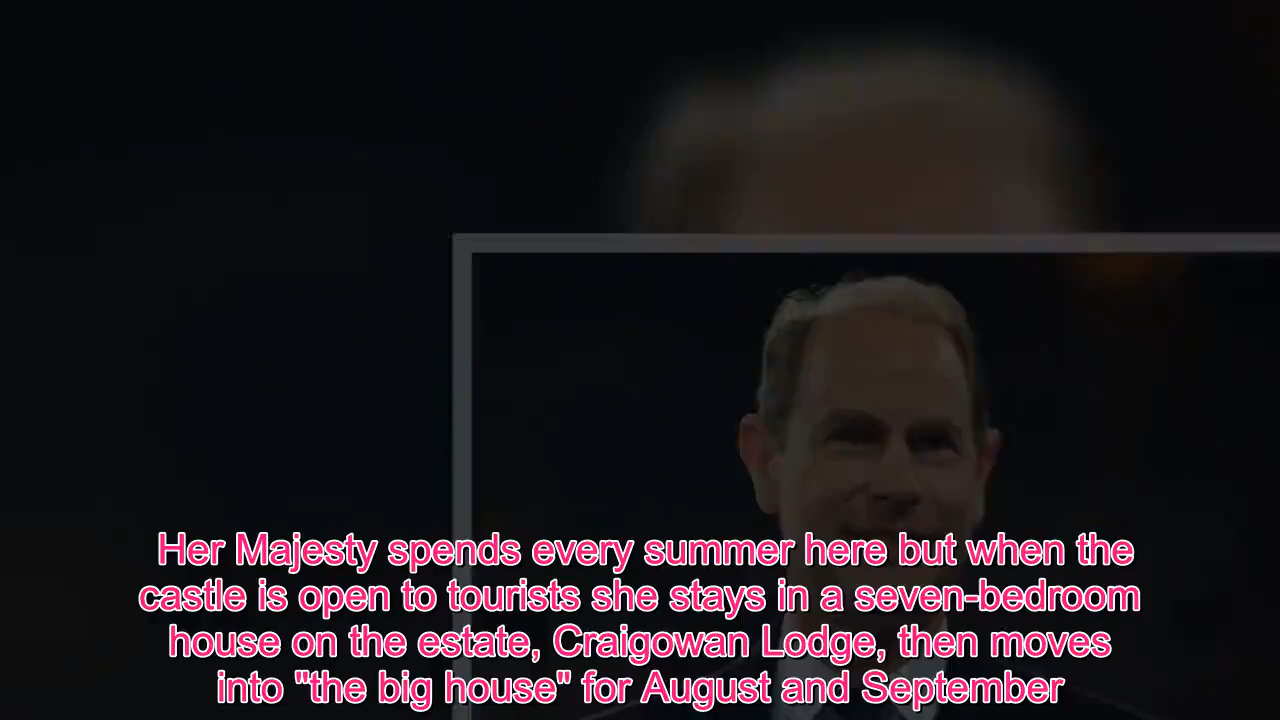 Her Majesty spends every summer here but when the
castle is open to tourists she stays in a seven-bedroom
house on the estate, Craigowan Lodge, then moves
into "the big house" for August and September